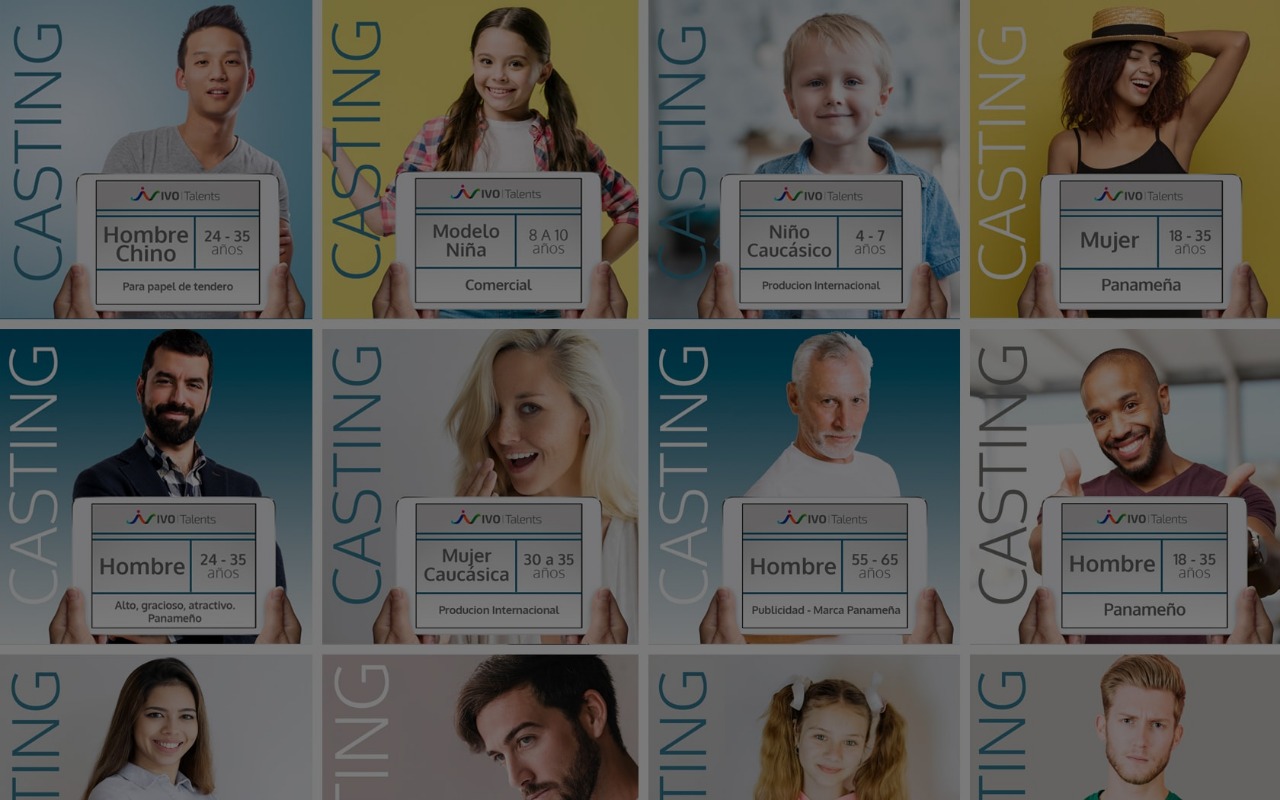 CASTING
IVO | Talents
Hombre
Chino
24 - 35
años
Para papel de tendero
CASTING
IVO | Talents
Modelo
Niña
8 A 10
años
Comercial
CASTING
IVO | Talents
Niño
Caucásico
4 - 7
años
Producion Internacional
CASTING
IVO | Talents
Mujer
18 - 35
años
Panameña
CASTING
IVO | Talents
Hombre
24 - 35
años
Alto, gracioso, atractivo.
Panameño
CASTING
IVO | Talents
Mujer
Caucásica
30 a 35
años
Producion Internacional
CASTING
IVO | Talents
Hombre
55 - 65
años
Publicidad - Marca Panameña
CASTING
IVO | Talents
Hombre
18 - 35
años
Panameño
TING
TING
TING
TING